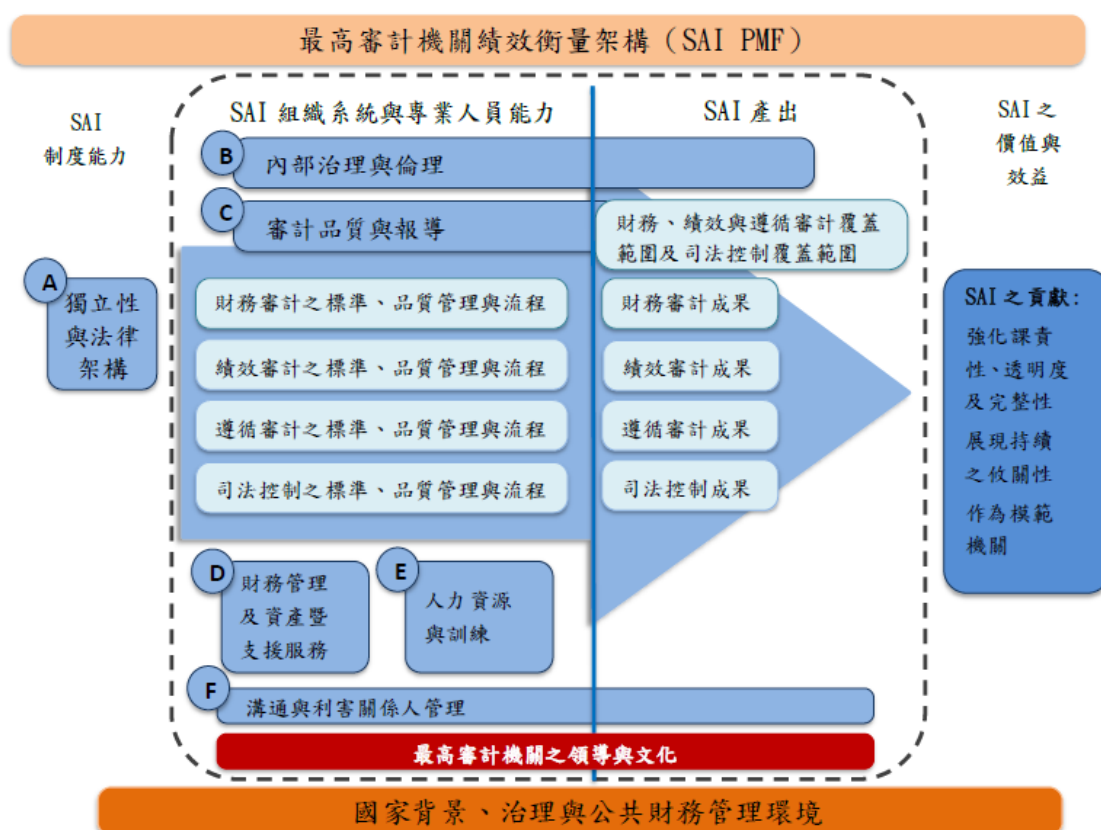 最高審計機關績效衡量架構（SAI PMF）
SAI
制度能力
SAI 組織系統與專業人員能力
SAI 產出
SAI 之
價值與
效益
B
內部治理與倫理
C
審計品質與報導
財務、績效與遵循審計覆蓋
範圍及司法控制覆蓋範圍
A
獨立性
與法律
架構
財務審計之標準、品質管理與流程
財務審計成果
績效審計之標準、品質管理與流程
績效審計成果
遵循審計之標準、品質管理與流程
遵循審計成果
司法控制之標準、品質管理與流程
司法控制成果
SAI 之貢獻:
強化課責
性、透明度
及完整性
展現持續
之攸關性
作為模範
機關
D
財務管理
及資產暨
支援服務
E
人力資源
與訓練
F
溝通與利害關係人管理
最高審計機關之領導與文化
國家背景、治理與公共財務管理環境